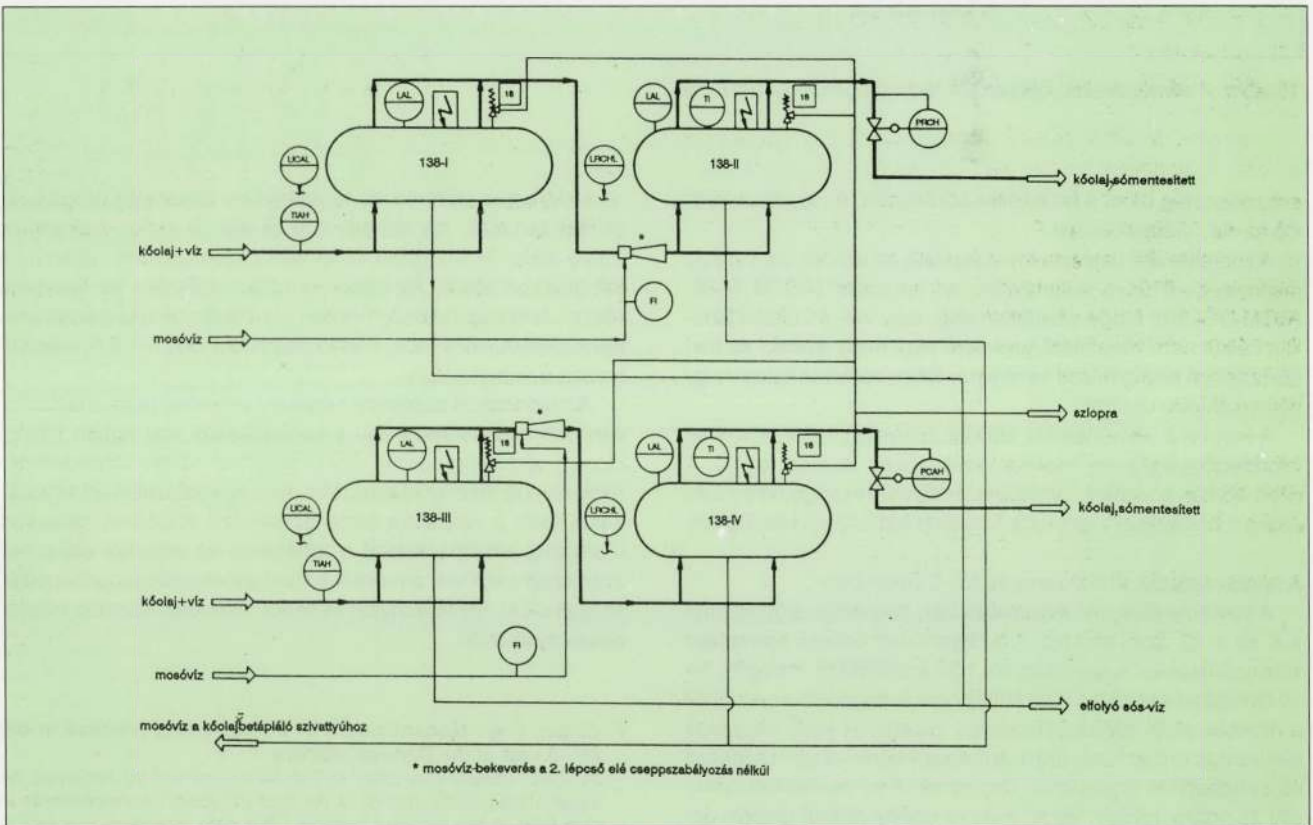 LAL
18
LAL
TI
18
PRCH
LICAL
138-I
LRCHL
138-II
TIAH
kőolaj-sómentesített
kőolaj+víz
*
FI
mosóvíz
szlopra
*
LAL
18
LAL
TI
18
PCAH
LICAL
138-III
LRCHL
138-IV
kőolaj,sómentesített
TIAH
kőolaj+víz
FI
mosóvíz
elfolyó sós-víz
mosóvíz a kőolajbetápláló szivattyúhoz
* mosóvíz-bekeverés a 2. lépcső elé cseppszabályozás nélkül